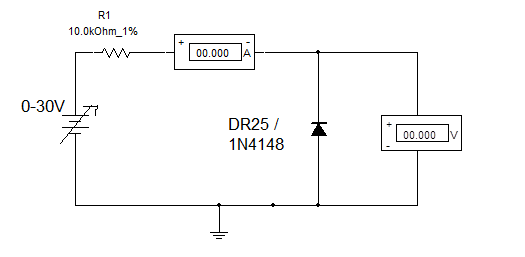 R1
10.0kOhm_1%
+ - 
00.000 A
0-30V
DR25 /
1N4148
+
00.000 V
-